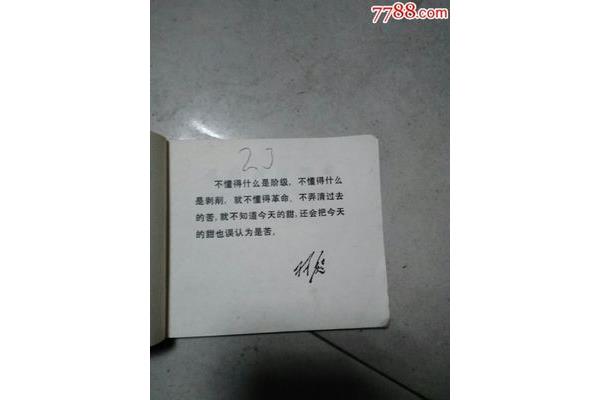 7788.com
不懂得什么是阶级，不懂得什么
是剥削，就不懂得革命，不弄清过去
的苦，就不知道今天的甜，还会把今天
的甜也误认为是苦。
林彪